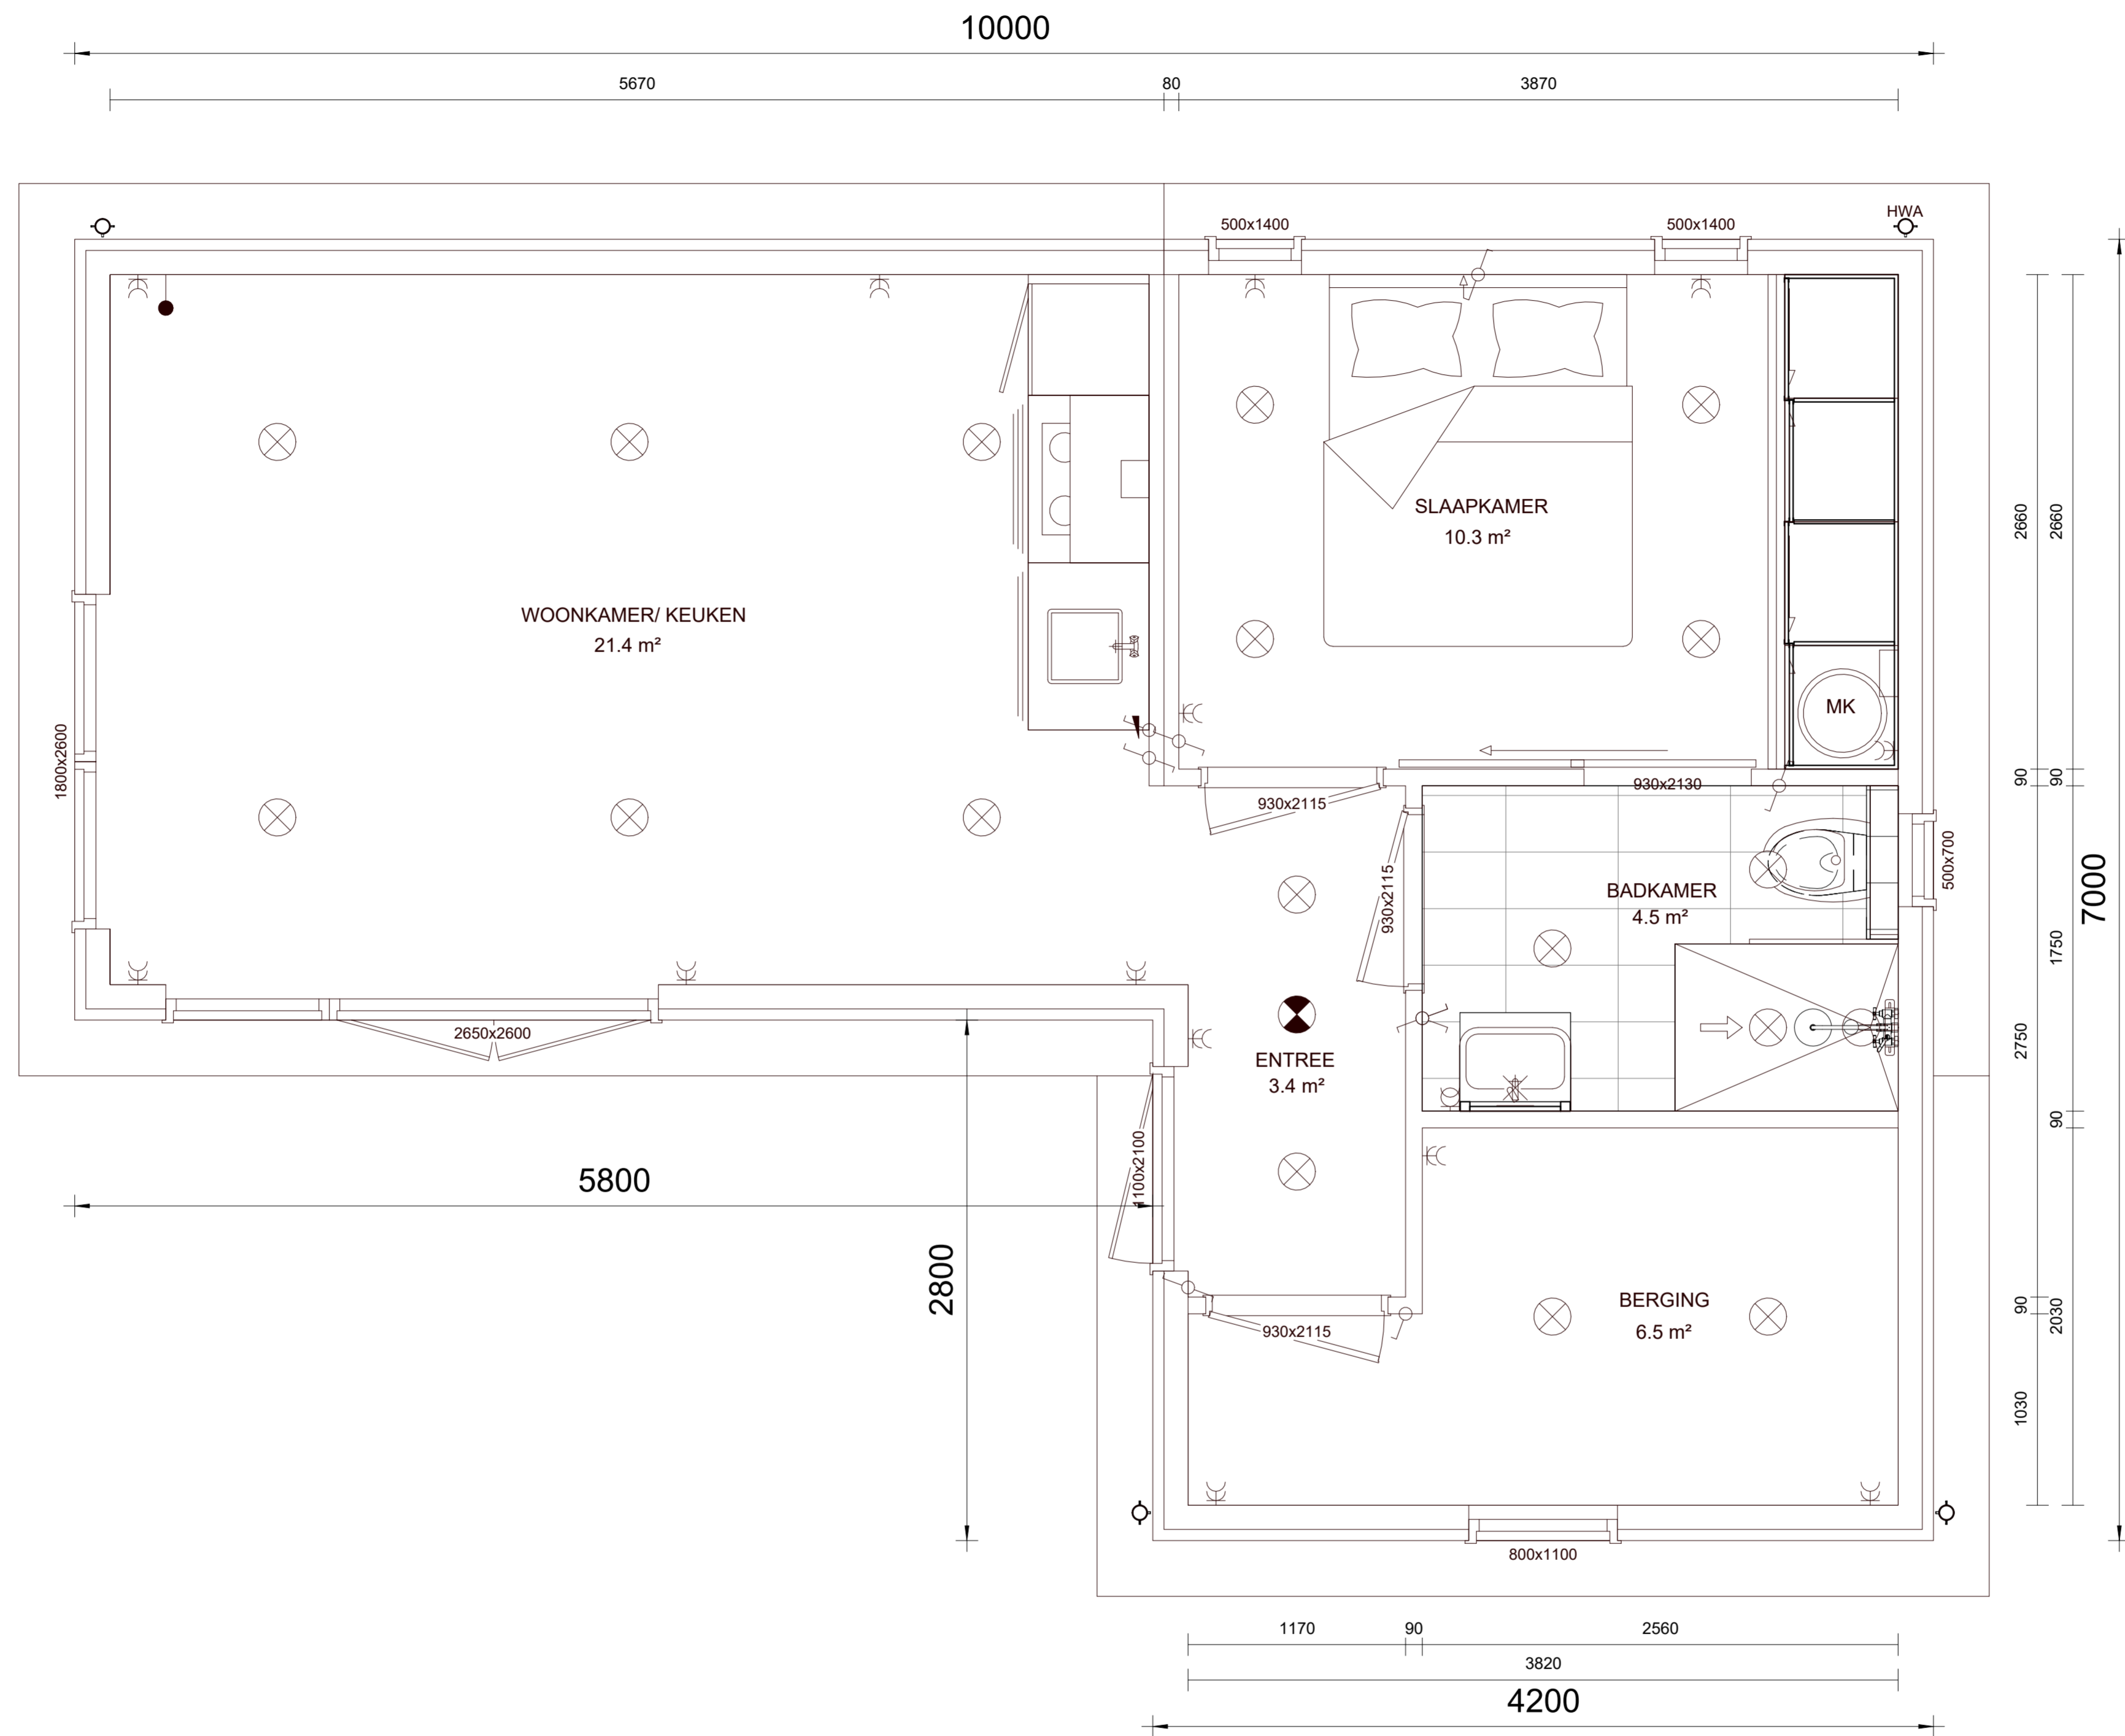 10000
5670
80
3870
500x1400
500x1400
HWA
SLAAPKAMER
10.3 m²
WOONKAMER/ KEUKEN
21.4 m²
MK
1800x2600
930x2115
930x2130
930x2115
BADKAMER
4.5 m²
500x700
2650x2600
ENTREE
3.4 m²
1100x2100
5800
2800
930x2115
BERGING
6.5 m²
800x1100
2660
2660
90
90
1750
2750
90
90
2030
1030
7000
1170
90
2560
3820
4200